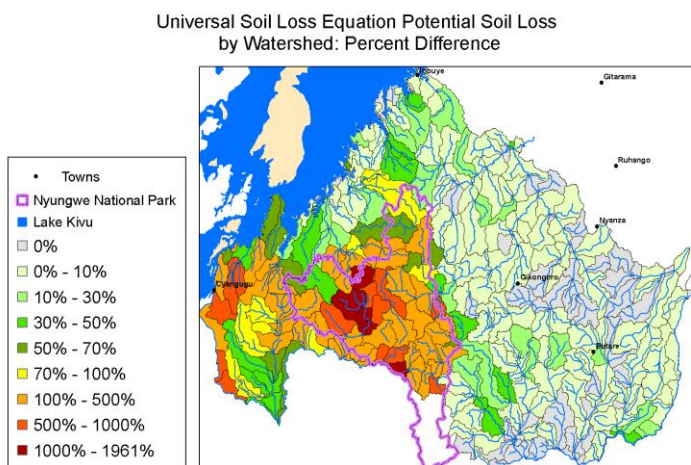 Universal Soil Loss Equation Potential Soil Loss
by Watershed: Percent Difference
Kibuye
Gitarama
Ruhango
Nyanza
Gikongoro
Cyangugu
Butare
Towns
Nyungwe National Park
Lake Kivu
0%
0% - 10%
10% - 30%
30% - 50%
50% - 70%
70% - 100%
100% - 500%
500% - 1000%
1000% - 1961%